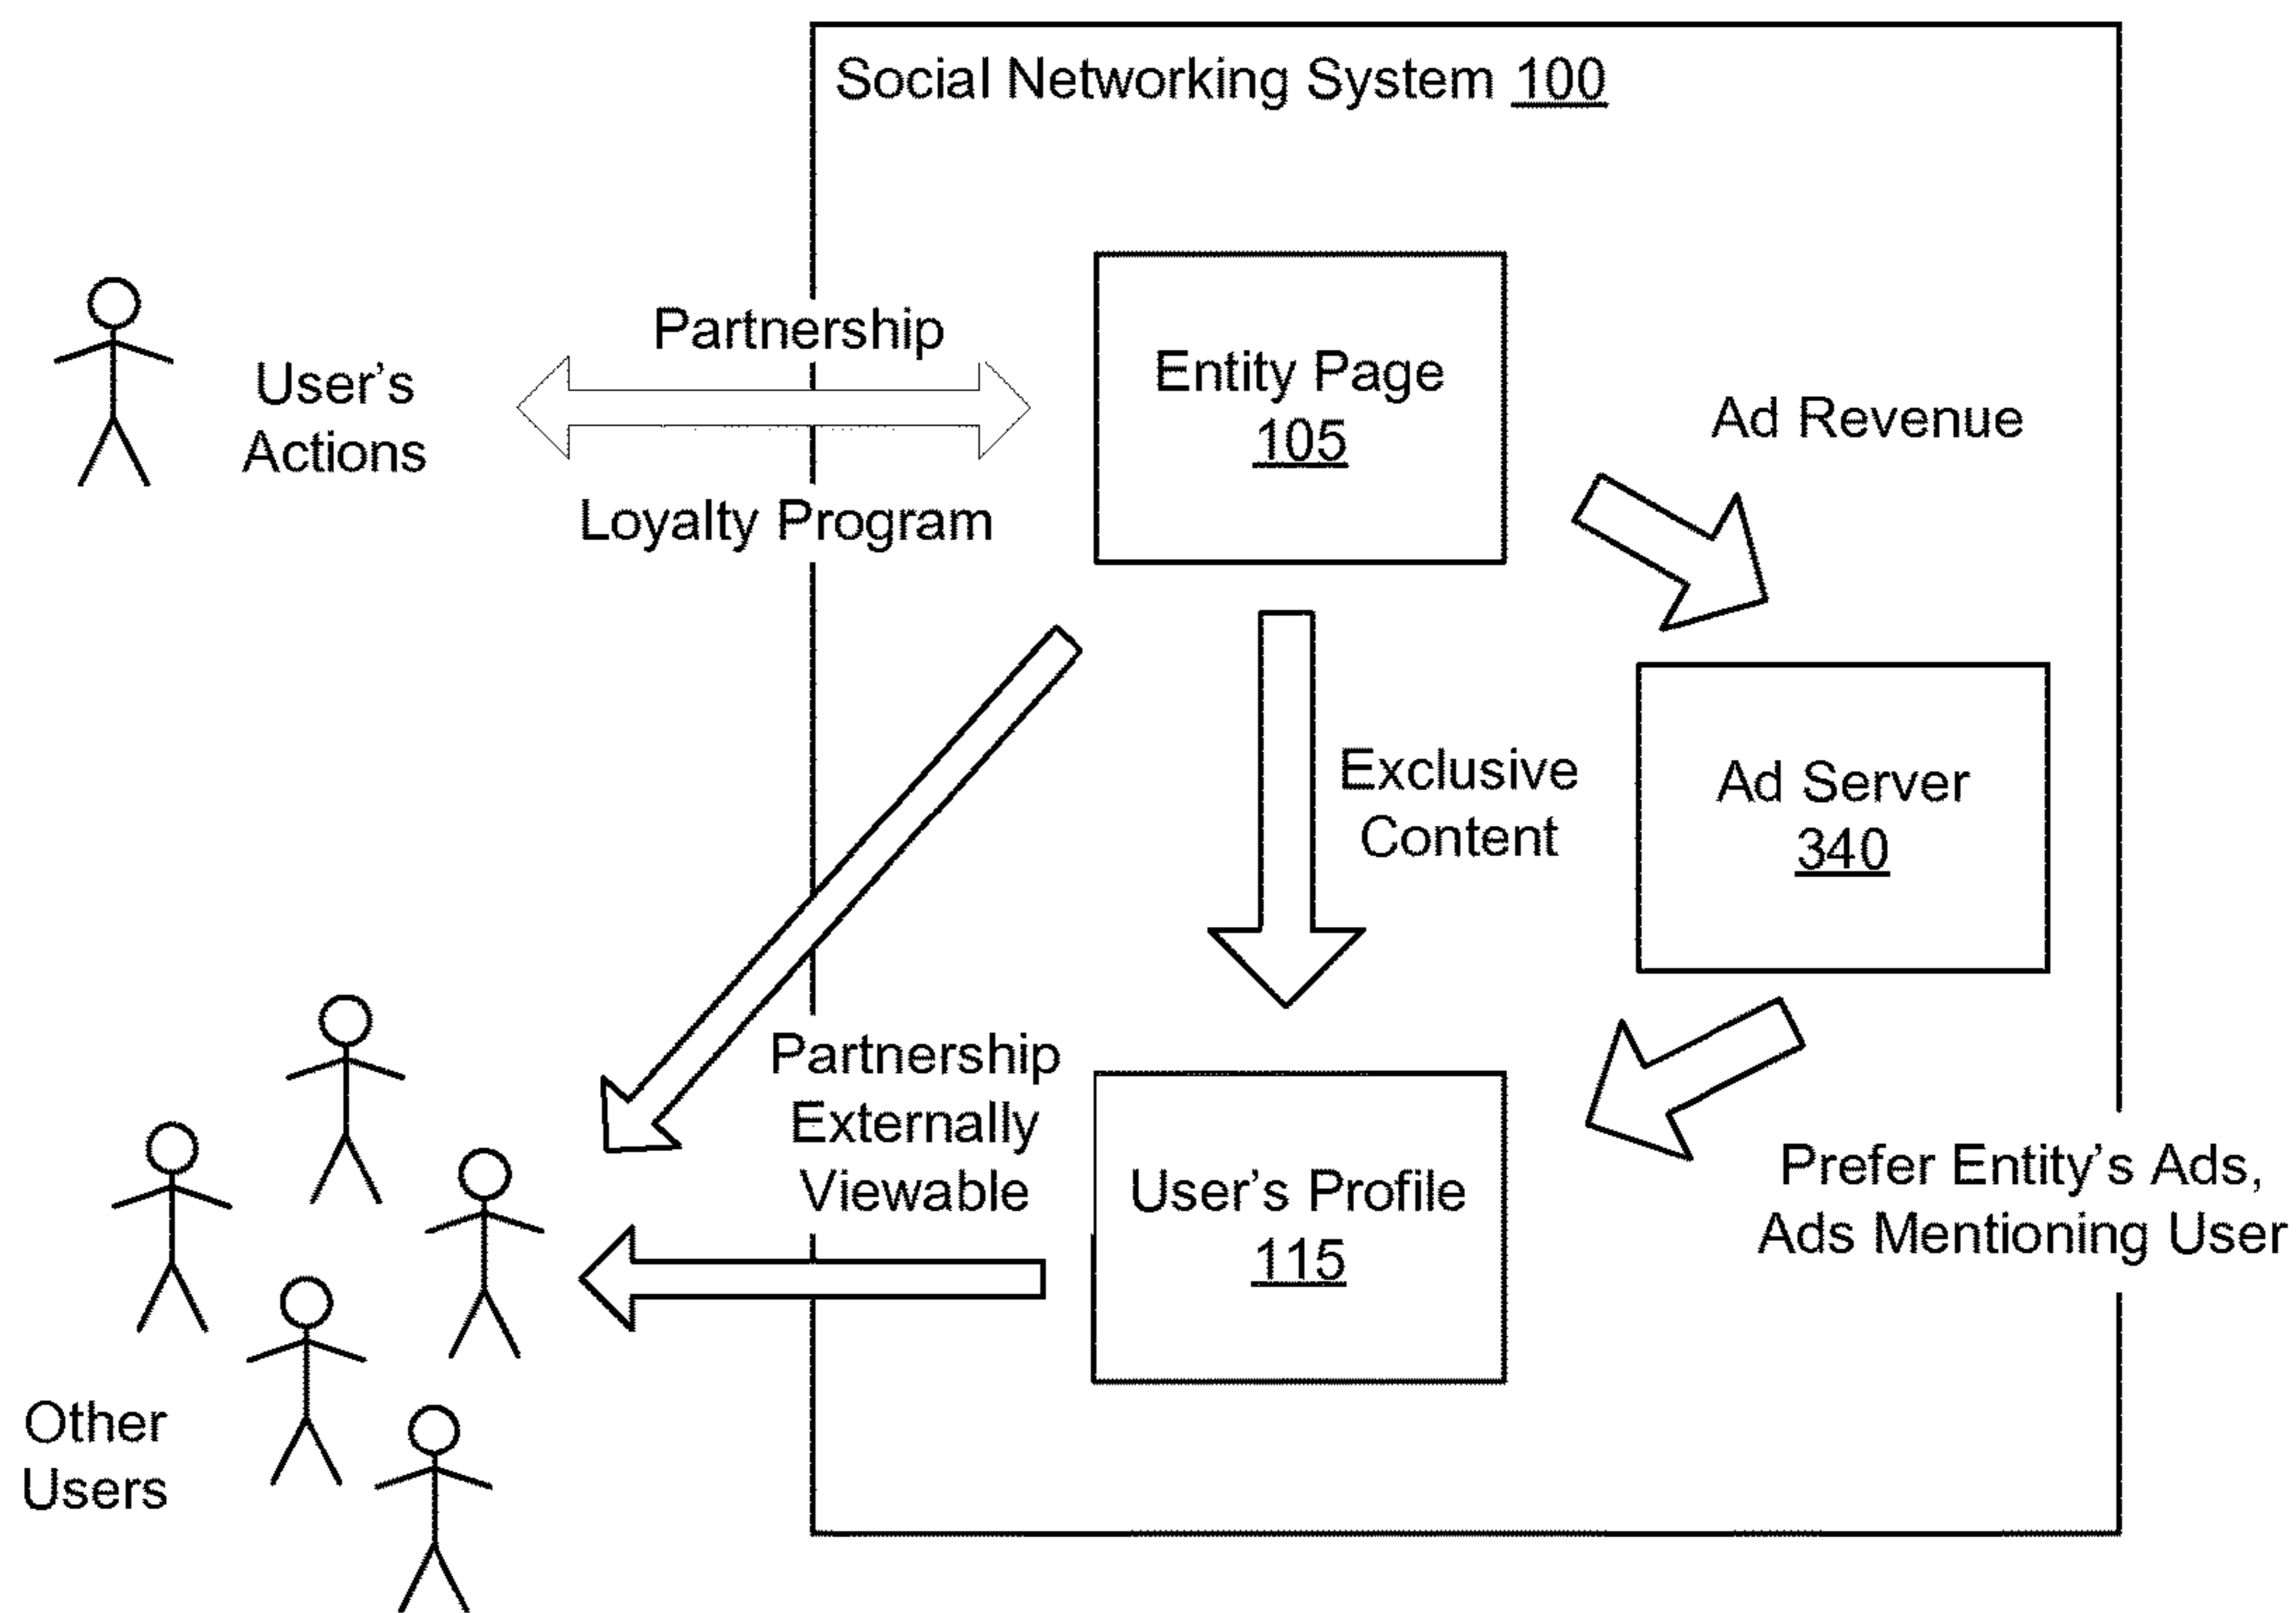 Social Networking System 100
Partnership
User's
Actions
Loyalty Program
Entity Page
105
Ad Revenue
Exclusive
Content
Ad Server
340
Partnership
Externally
Viewable
User's Profile
115
Prefer Entity's Ads,
Ads Mentioning User
Other
Users